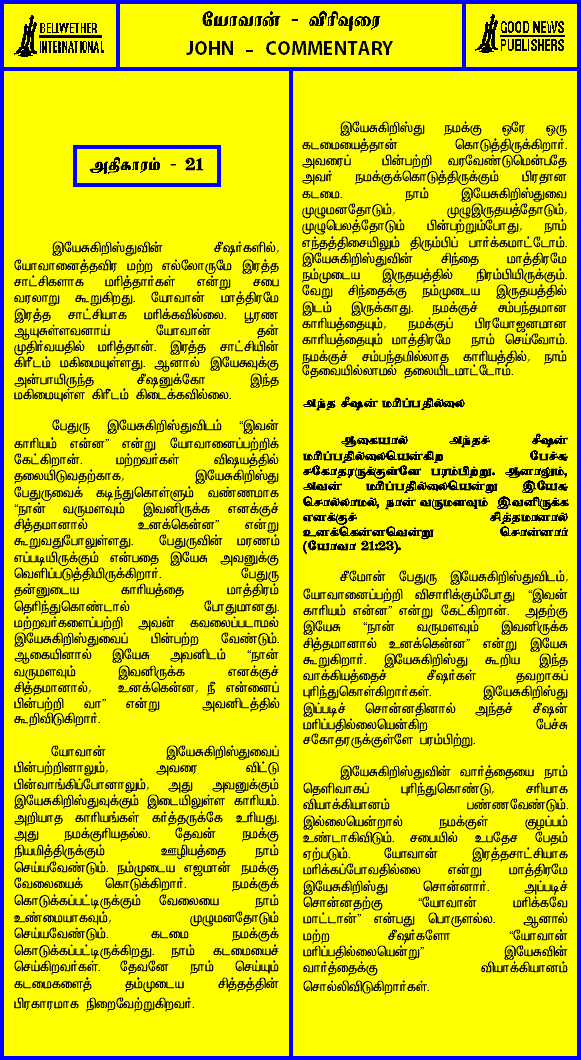 BELWETHER
INTERNATIONAL
யோவான் - விரிவுரை
JOHN - COMMENTARY
GOOD NEWS
PUBLISHERS
அதிகாரம் - 21
இயேசுகிறிஸ்துவின் சீஷர்களில்,
யோவானைத்தவிர மற்ற எல்லோருமே இரத்த
சாட்சிகளாக மரித்தார்கள் என்று சபை
வரலாறு கூறுகிறது. யோவான் மாத்திரமே
இரத்த சாட்சியாக மரிக்கவில்லை. பூரண
ஆயுசுள்ளவனாய் யோவான் தன்
முதிர்வயதில் மரித்தான். இரத்த சாட்சியின்
கிரீடம் மகிமையுள்ளது. ஆனால் இயேசுவுக்கு
அன்பாயிருந்த சீஷனுக்கோ இந்த
மகிமையுள்ள கிரீடம் கிடைக்கவில்லை.
பேதுரு இயேசுகிறிஸ்துவிடம் “இவன்
காரியம் என்ன” என்று யோவானைப்பற்றிக்
கேட்கிறான். மற்றவர்கள் விஷயத்தில்
தலையிடுவதற்காக, இயேசுகிறிஸ்து
பேதுருவைக் கடிந்துகொள்ளும் வண்ணமாக
“நான் வருமளவும் இவனிருக்க எனக்குச்
சித்தமானால் உனக்கென்ன” என்று
கூறுவதுபோலுள்ளது. பேதுருவின் மரணம்
எப்படியிருக்கும் என்பதை இயேசு அவனுக்கு
வெளிப்படுத்தியிருக்கிறார். பேதுரு
தன்னுடைய காரியத்தை மாத்திரம்
தெரிந்துகொண்டால் போதுமானது.
மற்றவர்களைப்பற்றி அவன் கவலைப்படாமல்
இயேசுகிறிஸ்துவைப் பின்பற்ற வேண்டும்.
ஆகையினால் இயேசு அவனிடம் “நான்
வருமளவும் இவனிருக்க எனக்குச்
சித்தமானால், உனக்கென்ன, நீ என்னைப்
பின்பற்றி வா” என்று அவனிடத்தில்
கூறிவிடுகிறார்.
யோவான் இயேசுகிறிஸ்துவைப்
பின்பற்றினாலும், அவரை விட்டு
பின்வாங்கிப்போனாலும், அது அவனுக்கும்
இயேசுகிறிஸ்துவுக்கும் இடையிலுள்ள காரியம்.
அறியாத காரியங்கள் கர்த்தருக்கே உரியது.
அது நமக்குரியதல்ல. தேவன் நமக்கு
நியமித்திருக்கும் ஊழியத்தை நாம்
செய்யவேண்டும். நம்முடைய எஜமான் நமக்கு
வேலையைக் கொடுக்கிறார். நமக்குக்
கொடுக்கப்பட்டிருக்கும் வேலையை நாம்
உண்மையாகவும், முழுமனதோடும்
செய்யவேண்டும். கடமை நமக்குக்
கொடுக்கப்பட்டிருக்கிறது. நாம் கடமையைச்
செய்கிறவர்கள். தேவனே நாம் செய்யும்
கடமைகளைத் தம்முடைய சித்தத்தின்
பிரகாரமாக நிறைவேற்றுகிறவர்.
இயேசுகிறிஸ்து நமக்கு ஒரே ஒரு
கடமையைத்தான் கொடுத்திருக்கிறார்.
அவரைப் பின்பற்றி வரவேண்டுமென்பதே
அவர் நமக்குக்கொடுத்திருக்கும் பிரதான
கடமை. நாம் இயேசுகிறிஸ்துவை
முழுமனதோடும், முழுஇருதயத்தோடும்,
முழுபெலத்தோடும் பின்பற்றும்போது, நாம்
எந்தத்திசையிலும் திரும்பிப் பார்க்கமாட்டோம்.
இயேசுகிறிஸ்துவின் சிந்தை மாத்திரமே
நம்முடைய இருதயத்தில் நிரம்பியிருக்கும்.
வேறு சிந்தைக்கு நம்முடைய இருதயத்தில்
இடம் இருக்காது. நமக்குச் சம்பந்தமான
காரியத்தையும், நமக்குப் பிரயோஜனமான
காரியத்தையும் மாத்திரமே நாம் செய்வோம்.
நமக்குச் சம்பந்தமில்லாத காரியத்தில், நாம்
தேவையில்லாமல் தலையிடமாட்டோம்.
அந்த சீஷன் மரிப்பதில்லை
ஆகையால் அந்தச் சீஷன்
மரிப்பதில்லையென்கிற பேச்சு
சகோதரருக்குள்ளே பரம்பிற்று. ஆனாலும்,
அவன் மரிப்பதில்லையென்று இயேசு
சொல்லாமல், நான் வருமளவும் இவனிருக்க
எனக்குச் சித்தமானால்
உனக்கென்னவென்று சொன்னார்
(யோவா 21:23).
சீமோன் பேதுரு இயேசுகிறிஸ்துவிடம்,
யோவானைப்பற்றி விசாரிக்கும்போது “இவன்
காரியம் என்ன” என்று கேட்கிறான். அதற்கு
இயேசு “நான் வருமளவும் இவனிருக்க
சித்தமானால் உனக்கென்ன” என்று இயேசு
கூறுகிறார். இயேசுகிறிஸ்து கூறிய இந்த
வாக்கியத்தைச் சீஷர்கள் தவறாகப்
புரிந்துகொள்கிறார்கள். இயேசுகிறிஸ்து
இப்படிச் சொன்னதினால் அந்தச் சீஷன்
மரிப்பதில்லையென்கிற பேச்சு
சகோதரருக்குள்ளே பரம்பிற்று.
இயேசுகிறிஸ்துவின் வார்த்தையை நாம்
தெளிவாகப் புரிந்துகொண்டு, சரியாக
வியாக்கியானம் பண்ணவேண்டும்.
இல்லையென்றால் நமக்குள் குழப்பம்
உண்டாகிவிடும். சபையில் உபதேச பேதம்
ஏற்படும். யோவான் இரத்தசாட்சியாக
மரிக்கப்போவதில்லை என்று மாத்திரமே
இயேசுகிறிஸ்து சொன்னார். அப்படிச்
சொன்னதற்கு “யோவான் மரிக்கவே
மாட்டான்” என்பது பொருளல்ல. ஆனால்
மற்ற சீஷர்களோ “யோவான்
மரிப்பதில்லையென்று” இயேசுவின்
வார்த்தைக்கு வியாக்கியானம்
சொல்லிவிடுகிறார்கள்.